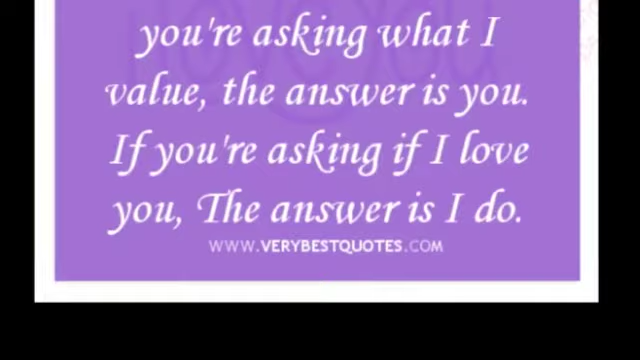 you're asking what I
value, the answer is you.
If you're asking if I love
you, The answer is I do.
WWW.VERYBESTQUOTES.COM